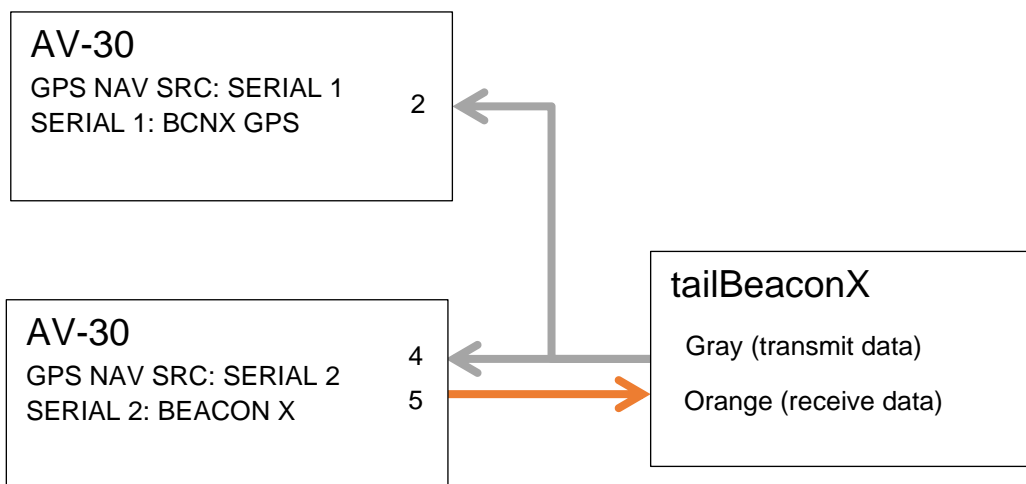 AV-30
GPS NAV SRC: SERIAL 1
2
SERIAL 1: BCNX GPS
AV-30
GPS NAV SRC: SERIAL 2
SERIAL 2: BEACON X
4
5
tailBeaconX
Gray (transmit data)
Orange (receive data)